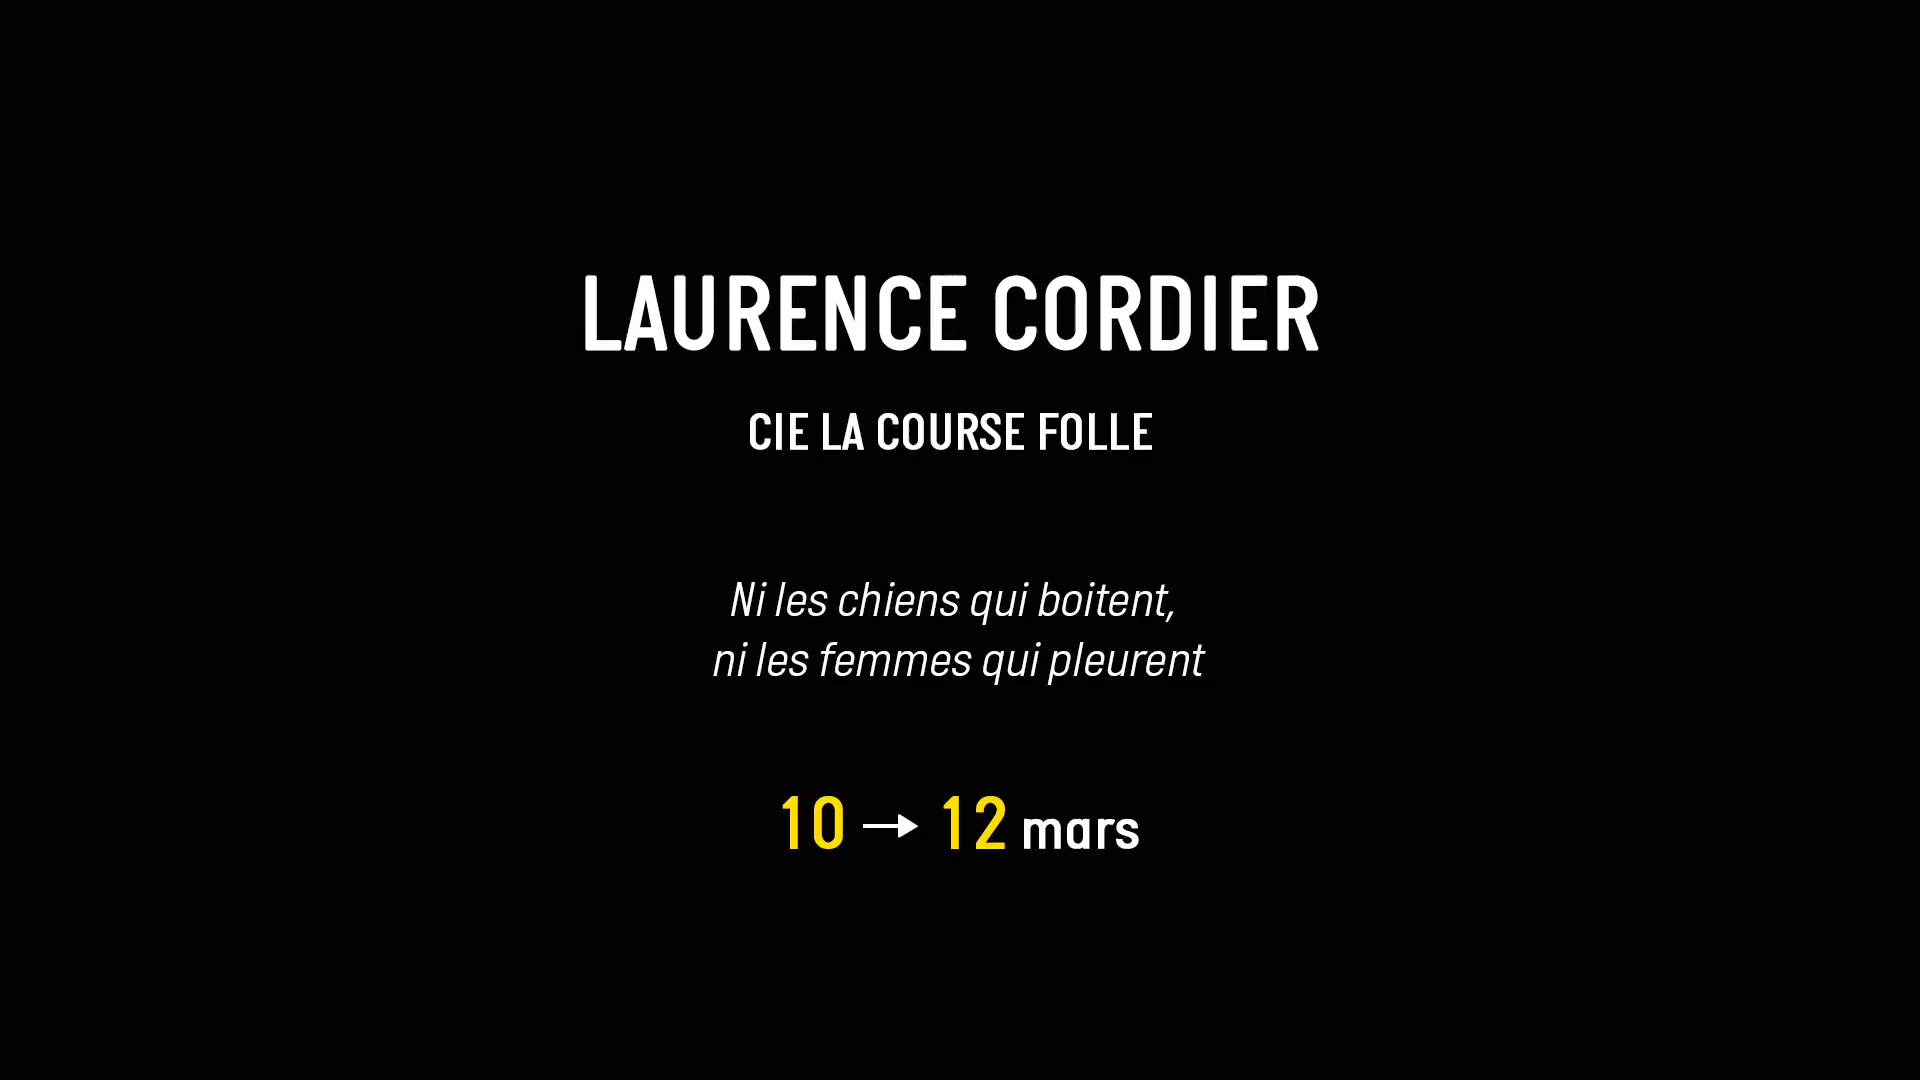 LAURENCE CORDIER
CIE LA COURSE FOLLE
Ni les chiens qui boitent,
ni les femmes qui pleurent
10 → 12 mars